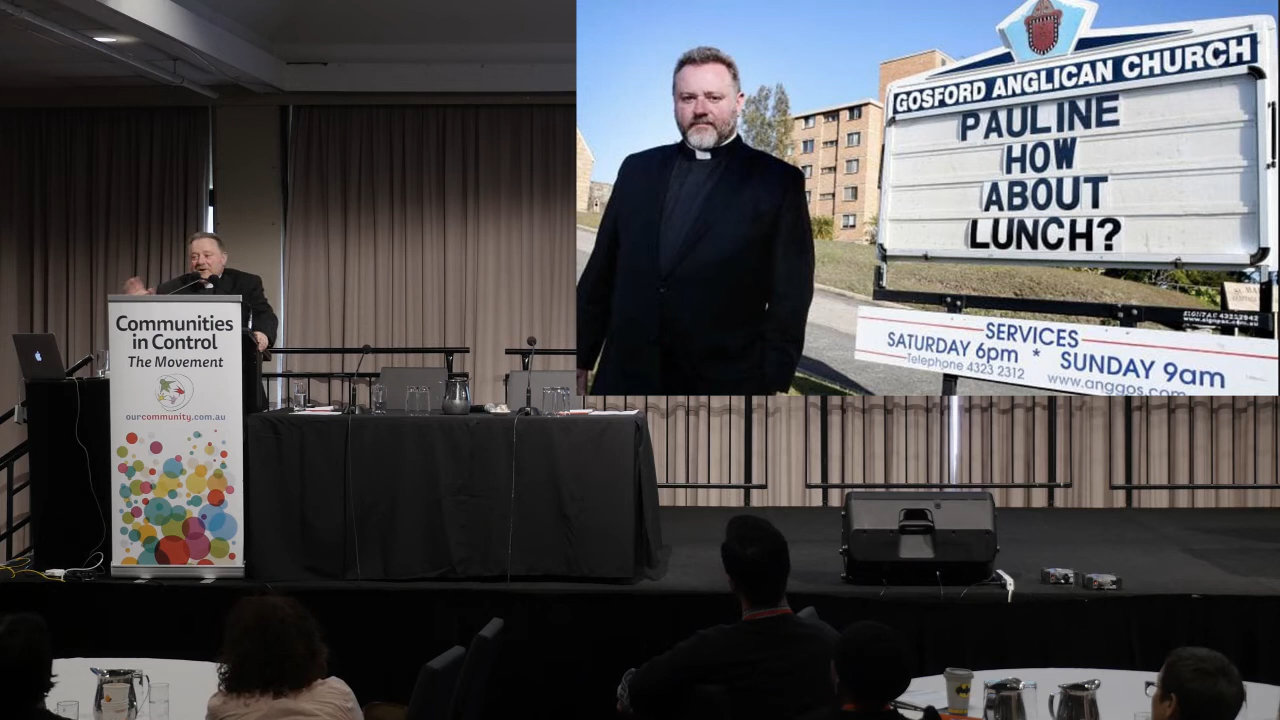 Communities
in Control
The Movement
ourcommunity.com.au
GOSFORD ANGLICAN CHURCH
PAULINE
HOW
ABOUT
LUNCH?
SERVICES
SATURDAY 6pm * SUNDAY 9am
Telephone 4323 2312
www.anggos.com